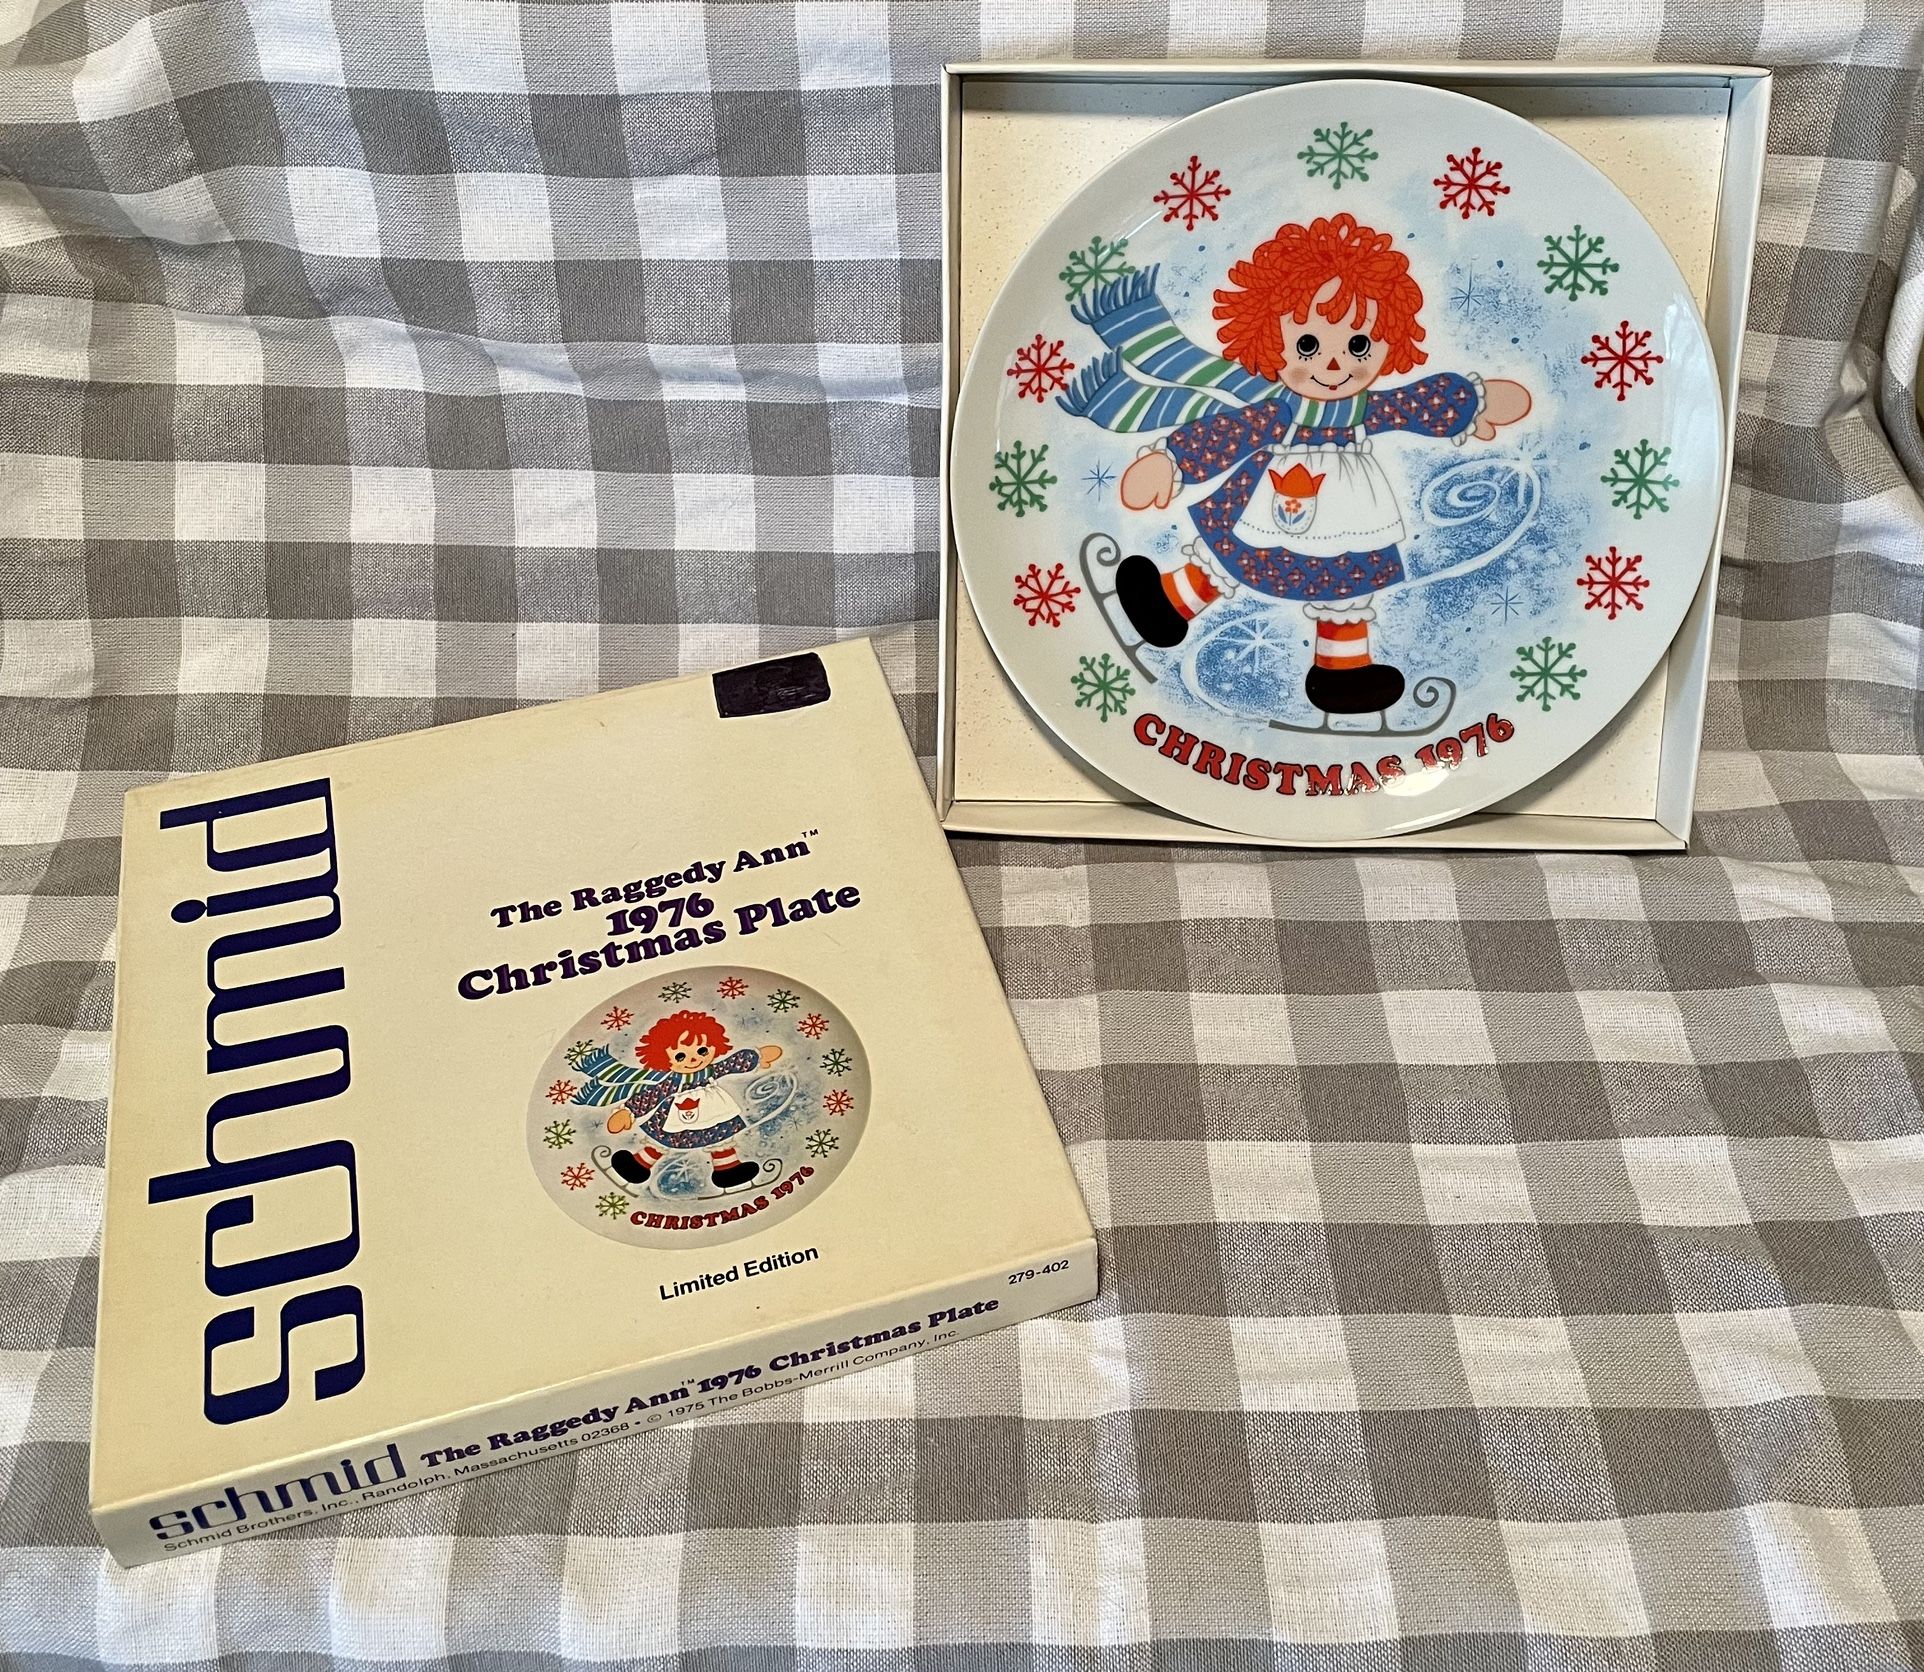 CHRISTMAS 1976
schmid
The Raggedy Ann™
1976
Christmas Plate
CHRISTMAS 1976
Limited Edition
279-402
schmid The Raggedy Ann™ 1976 Christmas Plate
Schmid Brothers, Inc., Randolph, Massachusetts 02368 • © 1975 The Bobbs-Merrill Company, Inc.